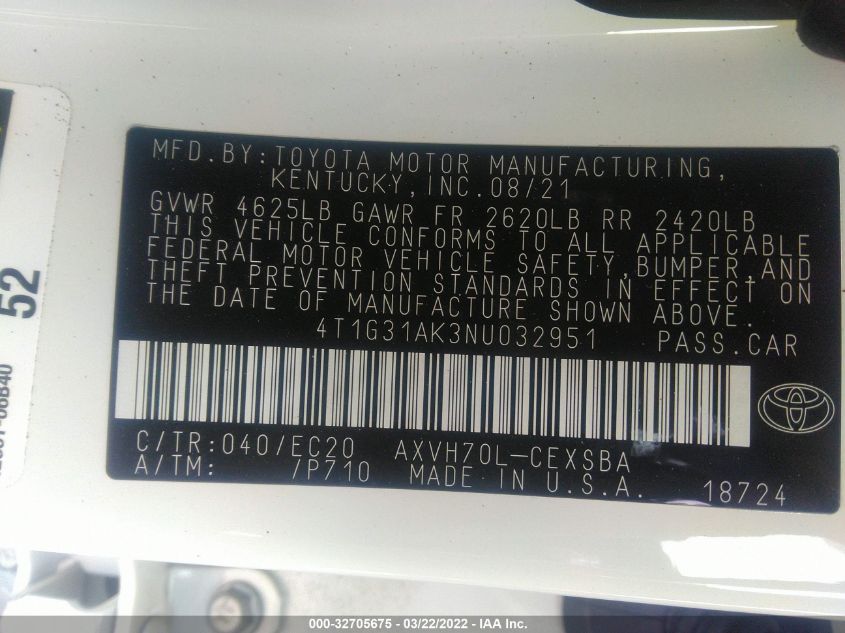 MFD.BY:TOYOTA MOTOR MANUFACTURING,
KENTUCKY,INC.08/21
GVWR 4625LB GAWR FR 2620LB RR 2420LB
THIS VEHICLE CONFORMS TO ALL APPLICABLE
FEDERAL MOTOR VEHICLE SAFETY,BUMPER,AND
THEFT PREVENTION STANDARDS IN EFFECT ON
THE DATE OF MANUFACTURE SHOWN ABOVE.
4T1G31AK3NU032951 PASS.CAR
C/TR:040/EC20 AXVH70L-CEXSBA
A/TM: /P710 MADE IN U.S.A. 18724
52
000-32705675 - 03/22/2022 - IAA Inc.